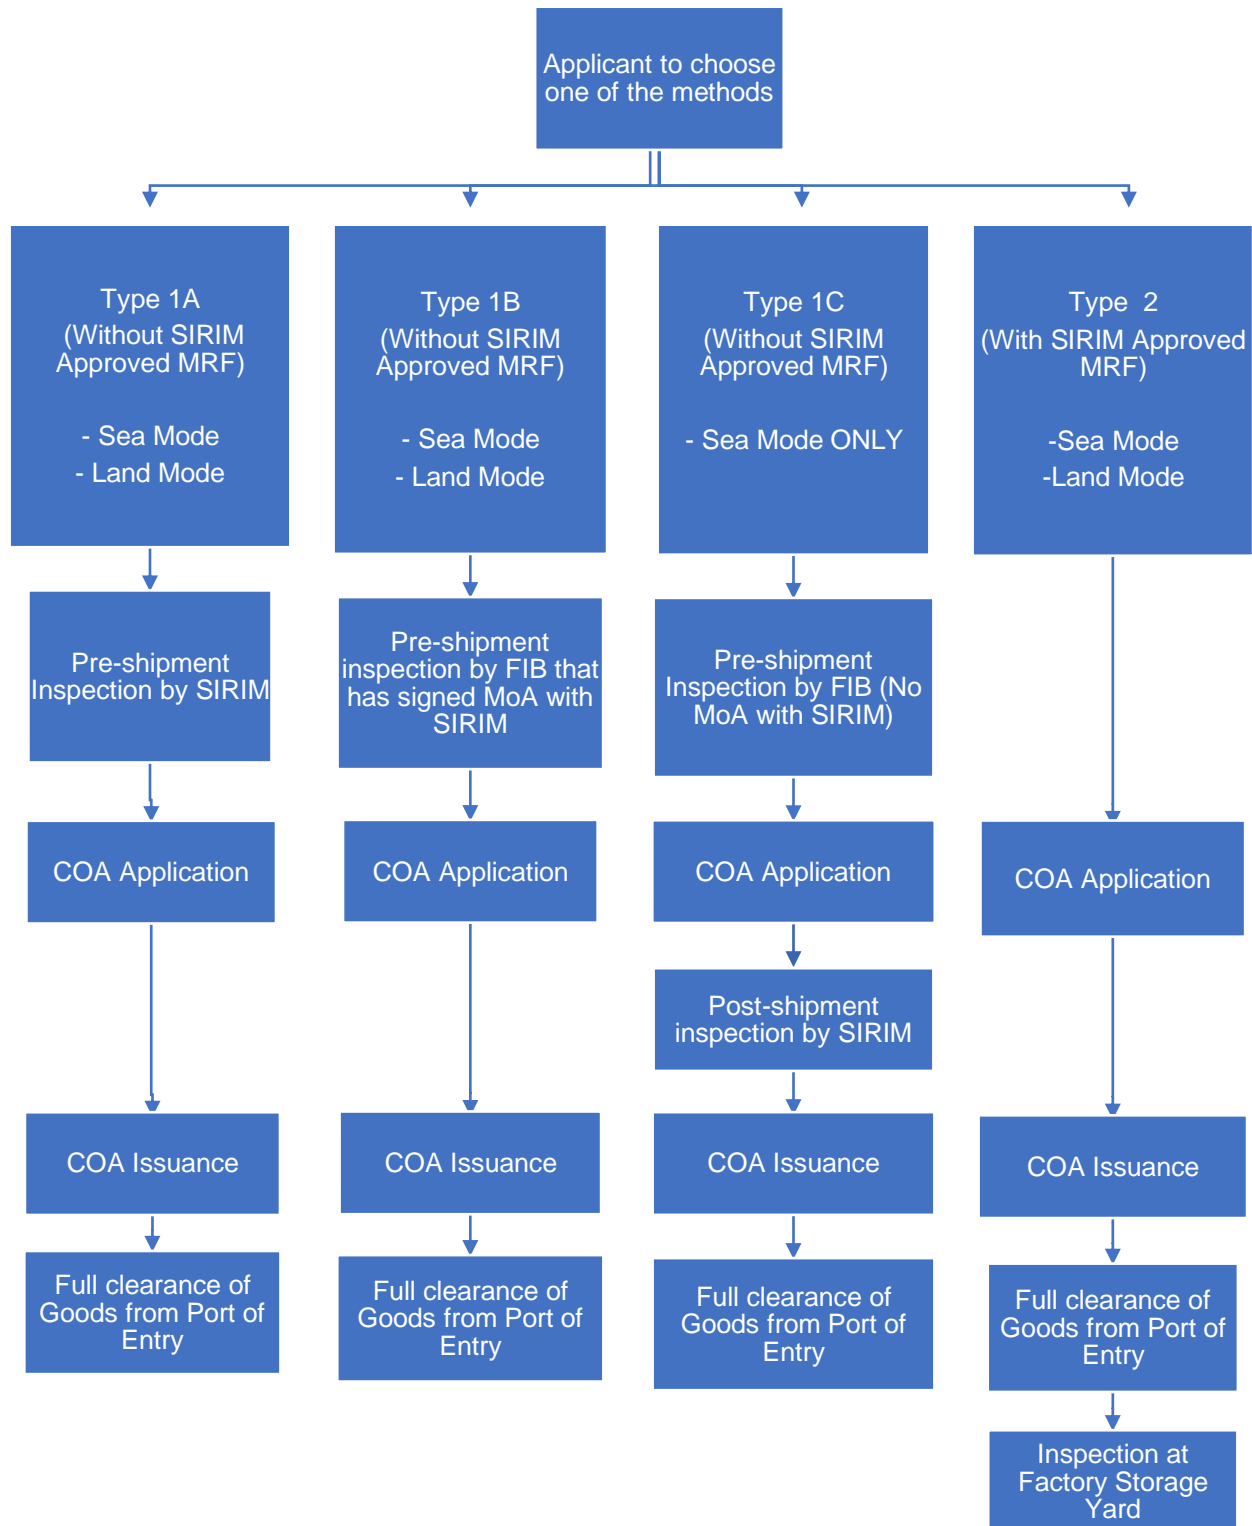 Applicant to choose
one of the methods
Type 1A
(Without SIRIM
Approved MRF)
- Sea Mode
- Land Mode
Type 1B
(Without SIRIM
Approved MRF)
- Sea Mode
- Land Mode
Type 1C
(Without SIRIM
Approved MRF)
- Sea Mode ONLY
Type 2
(With SIRIM Approved
MRF)
-Sea Mode
-Land Mode
Pre-shipment
Inspection by SIRIM
Pre-shipment
inspection by FIB that
has signed MoA with
SIRIM
Pre-shipment
Inspection by FIB (No
MoA with SIRIM)
COA Application
COA Application
COA Application
COA Application
Post-shipment
inspection by SIRIM
COA Issuance
COA Issuance
COA Issuance
COA Issuance
Full clearance of
Goods from Port of
Entry
Full clearance of
Goods from Port of
Entry
Full clearance of
Goods from Port of
Entry
Full clearance of
Goods from Port of
Entry
Inspection at
Factory Storage
Yard